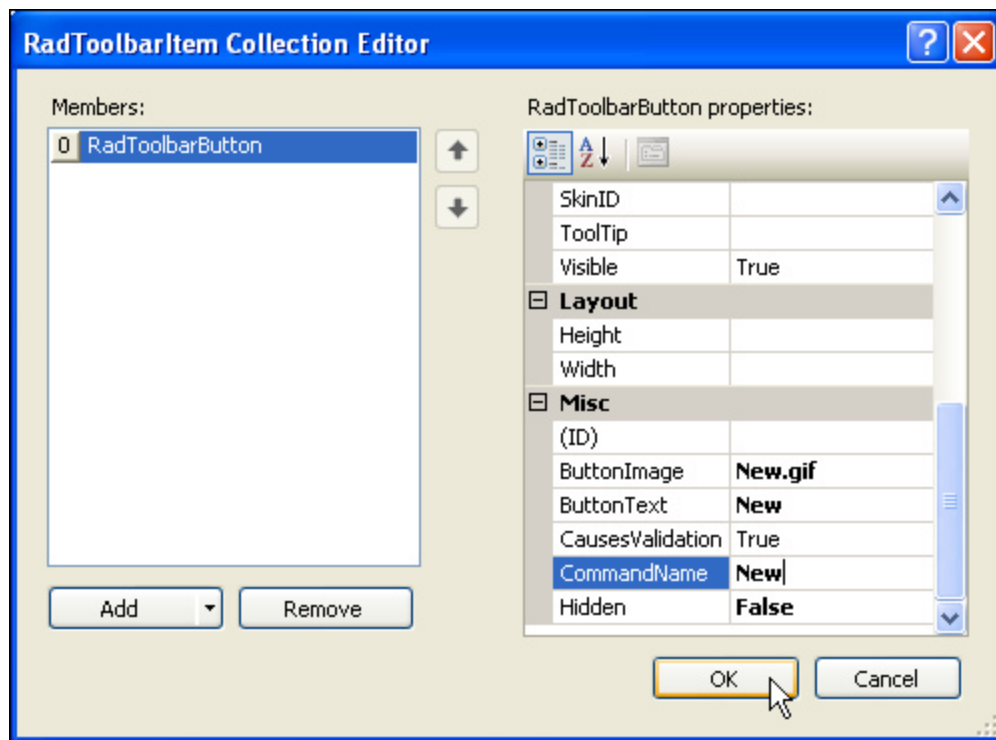 RadToolbarItem Collection Editor
Members:
0 RadToolbarButton
Add
Remove
RadToolbarButton properties:
A
Z
SkinID
ToolTip
Visible True
Layout
Height
Width
Misc
(ID)
ButtonImage New.gif
ButtonText New
CausesValidation True
CommandName New
Hidden False
OK
Cancel